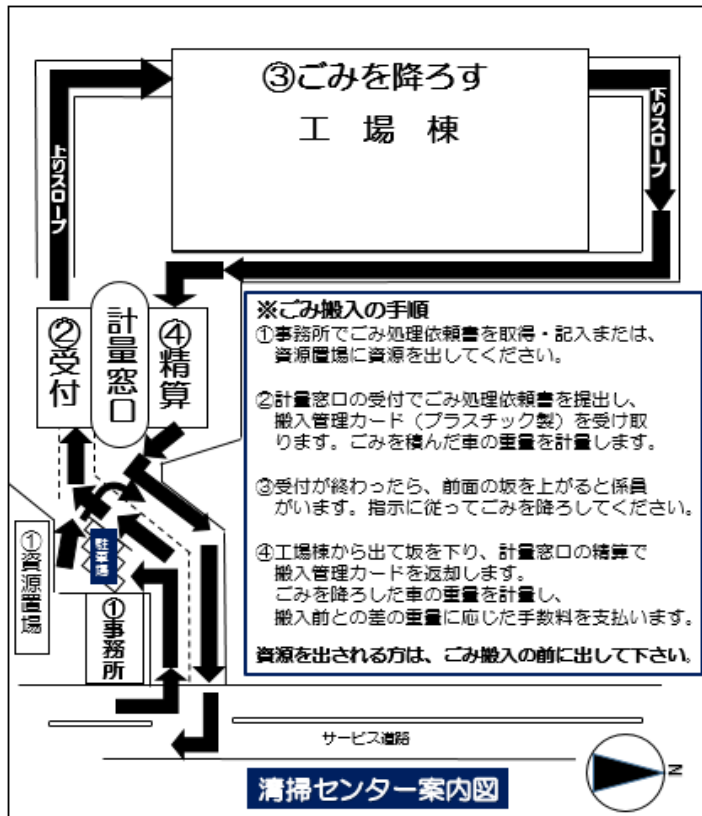 ③ごみを降ろす
工 場 棟
上りスロープ
下りスロープ
②受付
計量窓口
④精算
①資源置場
駐車場
①事務所
※ごみ搬入の手順
①事務所でごみ処理依頼書を取得・記入または、
資源置場に資源を出してください。
②計量窓口の受付でごみ処理依頼書を提出し、
搬入管理カード（プラスチック製）を受け取
ります。ごみを積んだ車の重量を計量します。
③受付が終わったら、前面の坂を上がると係員
がいます。指示に従ってごみを降ろしてください。
④工場棟から出て坂を下り、計量窓口の精算で
搬入管理カードを返却します。
ごみを降ろした車の重量を計量し、
搬入前との差の重量に応じた手数料を支払います。
資源を出される方は、ごみ搬入の前に出して下さい。
サービス道路
清掃センター案内図
N